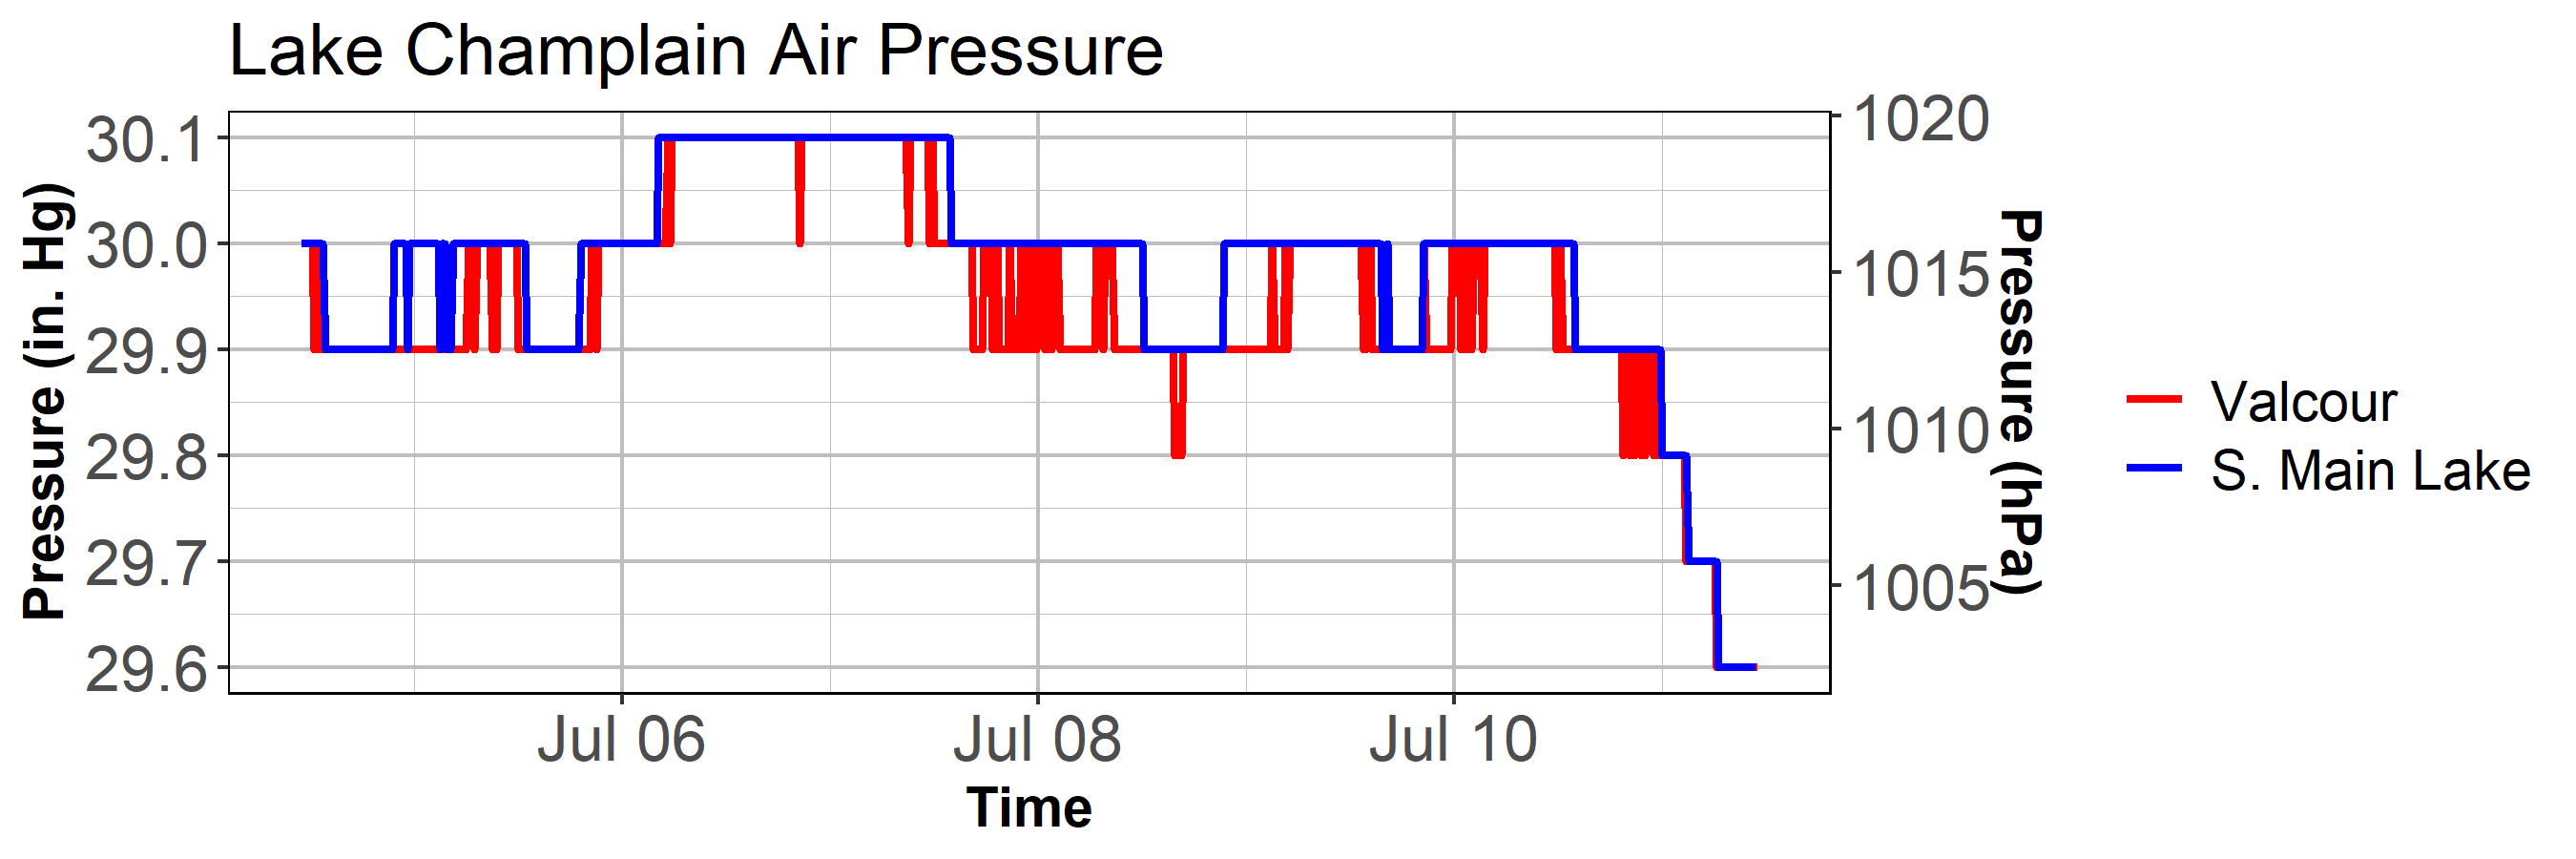 Lake Champlain Air Pressure
Pressure (in. Hg)
30.1
30.0
29.9
29.8
29.7
29.6
1020
1015
1010
1005
Pressure (hPa)
Jul 06
Jul 08
Jul 10
Time
Valcour
S. Main Lake